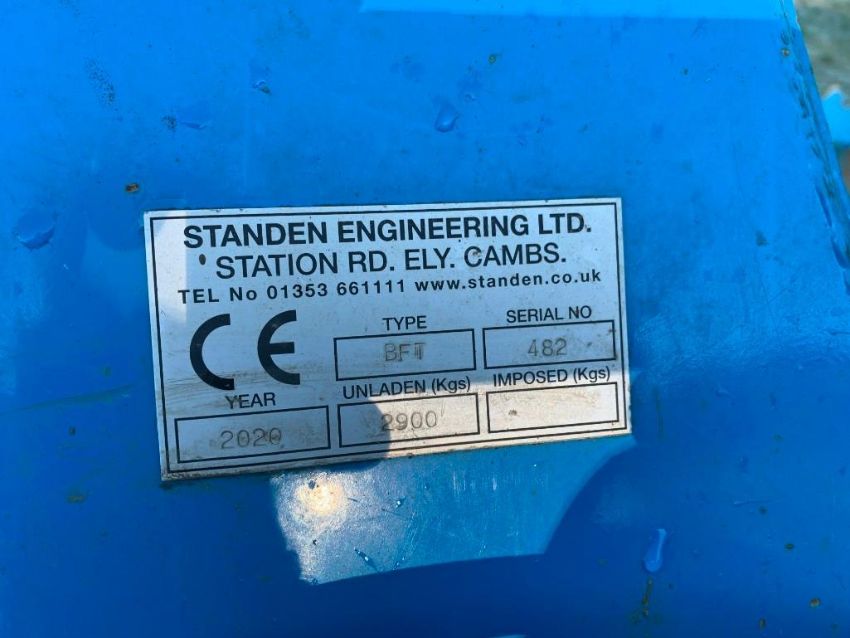 STANDEN ENGINEERING LTD.
STATION RD. ELY. CAMBS.
TEL No 01353 661111 www.standen.co.uk
CE
TYPE
SERIAL NO
BFT
482
YEAR
UNLADEN (Kgs)
IMPOSED (Kgs)
2020
2900